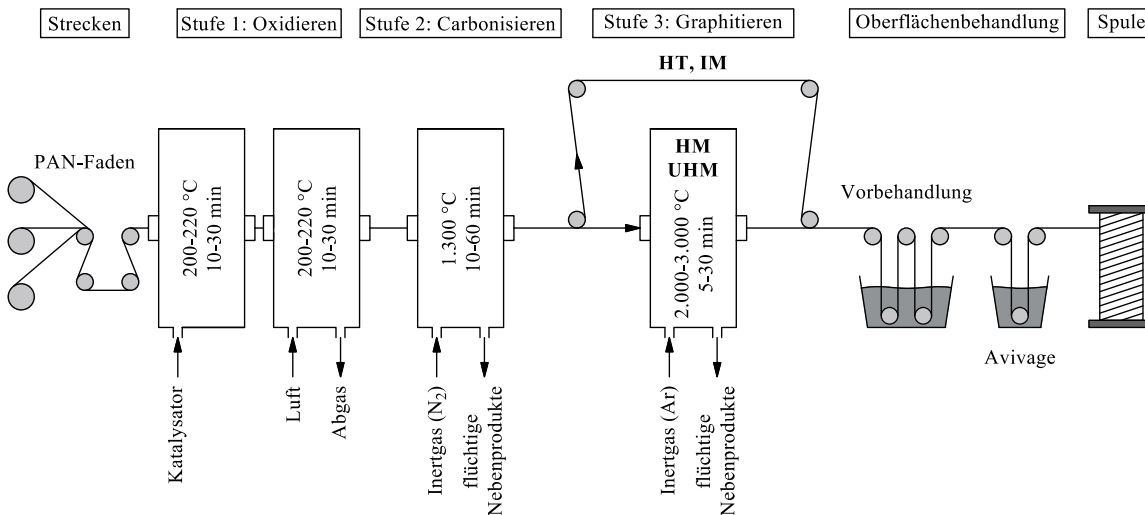 Strecken
Stufe 1: Oxidieren
Stufe 2: Carbonisieren
Stufe 3: Graphitieren
Oberflächenbehandlung
Spule
HT, IM
PAN-Faden
200-220 °C
10-30 min
200-220 °C
10-30 min
1.300 °C
10-60 min
HM
UHM
2.000-3.000 °C
5-30 min
Vorbehandlung
Avivage
Katalysator
Luft
Abgas
Inertgas (N₂)
flüchtige
Nebenprodukte
Inertgas (Ar)
flüchtige
Nebenprodukte